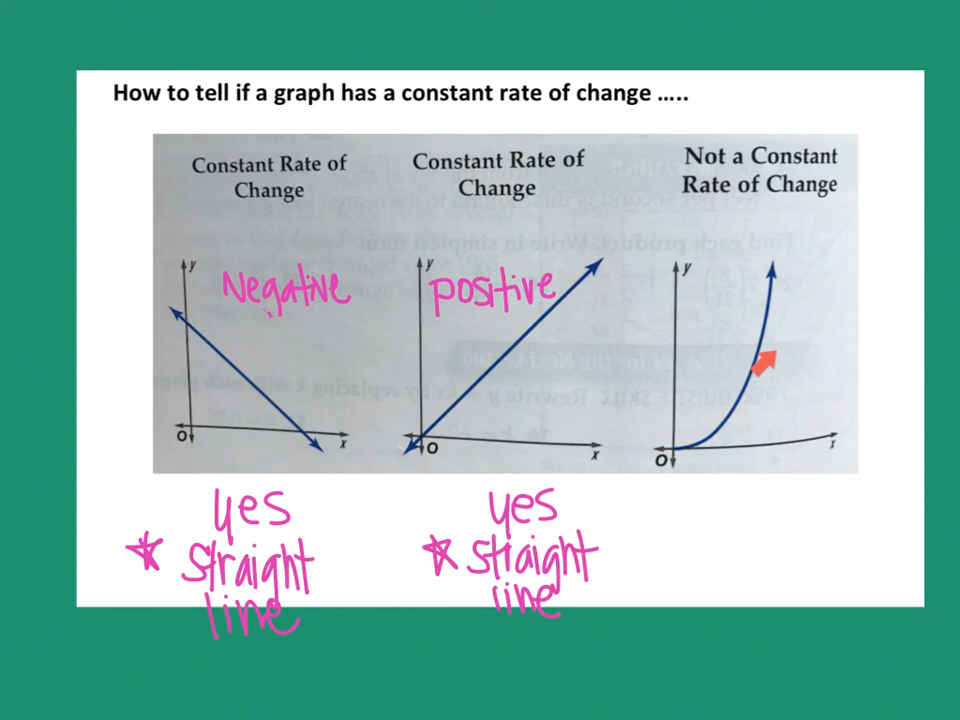 How to tell if a graph has a constant rate of change …..
Constant Rate of
Change
Constant Rate of
Change
Not a Constant
Rate of Change
y
Negative
O
x
y
positive
O
x
y
O
x
yes
* straight
line
yes
* straight
line